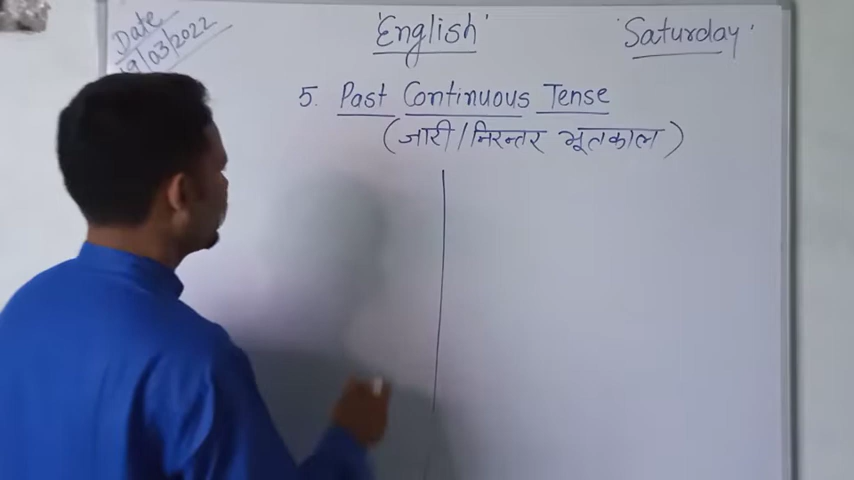 Date
19/03/2022
'English'
Saturday
5. Past Continuous Tense
(जारी/निरन्तर भूतकाल)